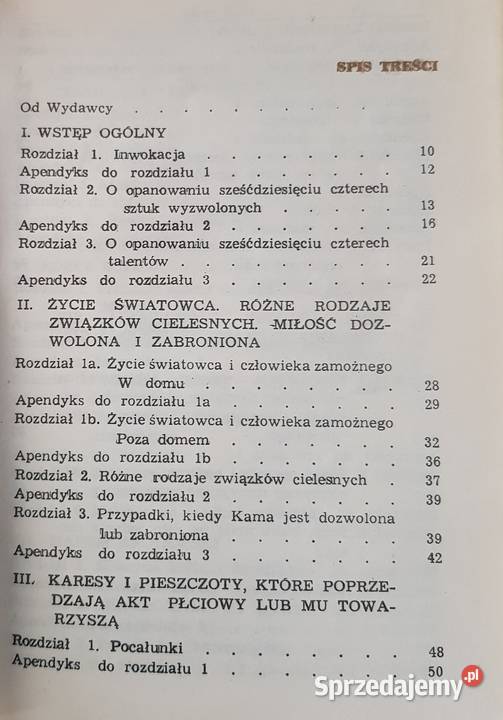 SPIS TREŚCI
Od Wydawcy . . . . . . . . . .
I. WSTĘP OGÓLNY
Rozdział 1. Inwokacja . . . . . . 10
Apendyks do rozdziału 1 . . . . . . 12
Rozdział 2. O opanowaniu sześćdziesięciu czterech
sztuk wyzwolonych . . . . . 13
Apendyks do rozdziału 2 . . . . . . 16
Rozdział 3. O opanowaniu sześćdziesięciu czterech
talentów . . . . . . . . 21
Apendyks do rozdziału 3 . . . . . . 22
II. ŻYCIE ŚWIATOWCA. RÓŻNE RODZAJE
ZWIĄZKÓW CIELESNYCH. MIŁOŚĆ DOZ-
WOLONA I ZABRONIONA
Rozdział 1a. Życie światowca i człowieka zamożnego
W domu . . . . . . . . 28
Apendyks do rozdziału 1a . . . . . . 29
Rozdział 1b. Życie światowca i człowieka zamożnego
Poza domem . . . . . . . 32
Apendyks do rozdziału 1b . . . . . . 36
Rozdział 2. Różne rodzaje związków cielesnych . 37
Apendyks do rozdziału 2 . . . . . . 39
Rozdział 3. Przypadki, kiedy Kama jest dozwolona
lub zabroniona . . . . . . 39
Apendyks do rozdziału 3 . . . . . . 42
III. KARESY I PIESZCZOTY, KTÓRE POPRZE-
DZAJĄ AKT PŁCIOWY LUB MU TOWA-
RZYSZĄ
Rozdział 1. Pocałunki . . . . . . . 48
Apendyks do rozdziału 1 . . . . . . 50
Sprzedajemy.pl